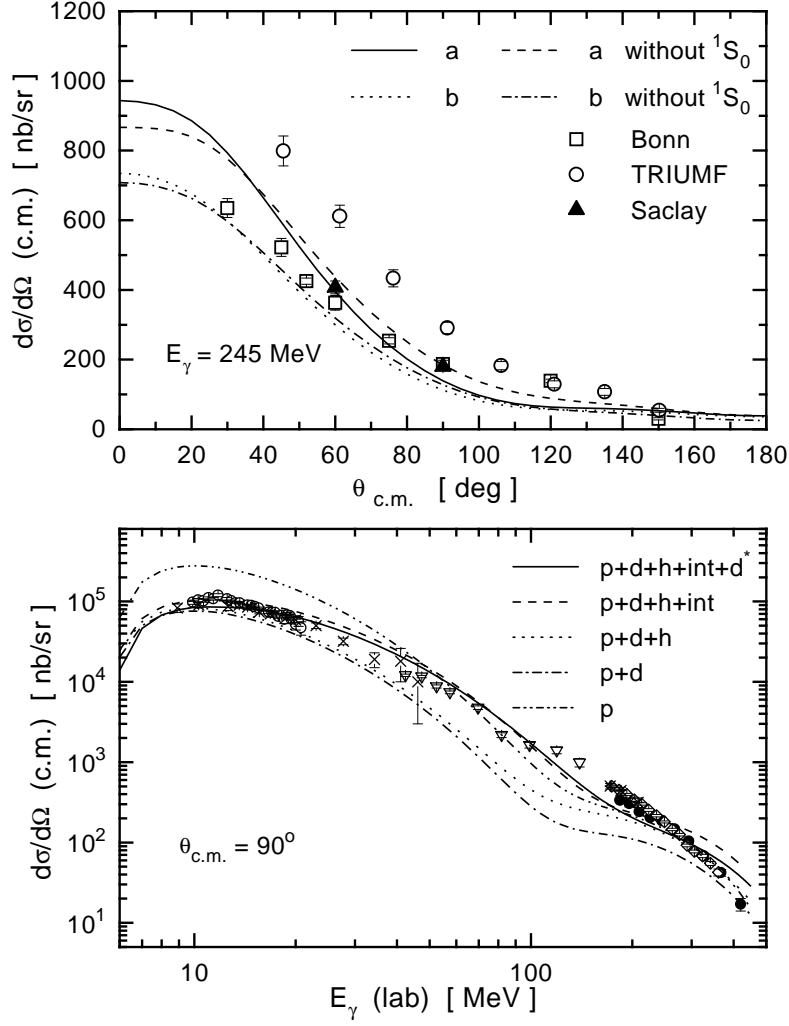 1200
1000
800
600
400
200
0
dσ/dΩ (c.m.) [ nb/sr ]
a a without ¹S₀
b b without ¹S₀
Bonn
TRIUMF
Saclay
E_γ = 245 MeV
0 20 40 60 80 100 120 140 160 180
θ_c.m. [ deg ]
10⁵
10⁴
10³
10²
10¹
dσ/dΩ (c.m.) [ nb/sr ]
p+d+h+int+d*
p+d+h+int
p+d+h
p+d
p
θ_c.m. = 90°
10 100
E_γ (lab) [ MeV ]